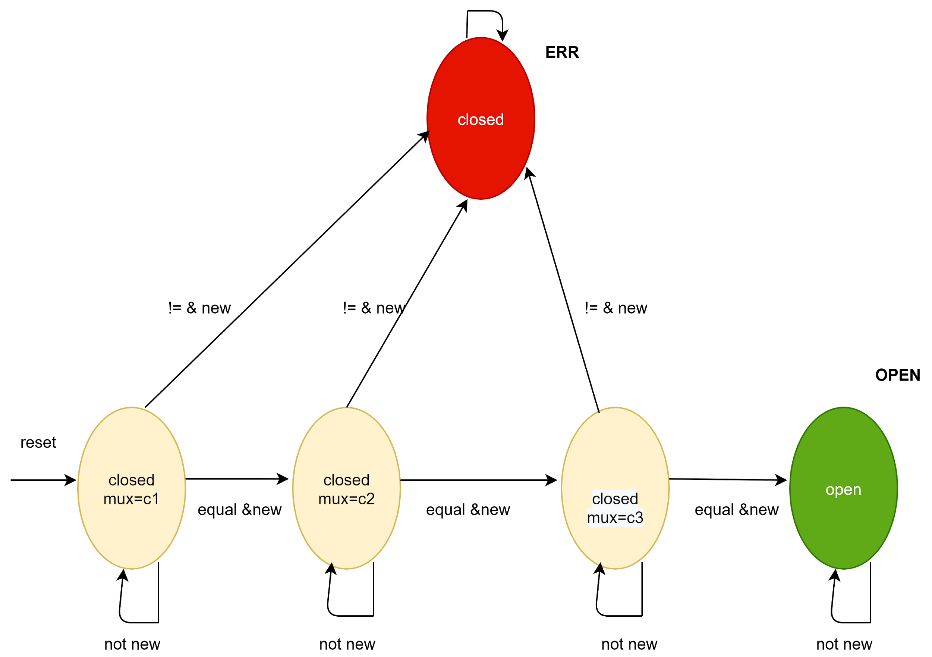 ERR
closed
!= & new
!= & new
!= & new
OPEN
reset
closed
mux=c1
equal &new
closed
mux=c2
equal &new
closed
mux=c3
equal &new
open
not new
not new
not new
not new